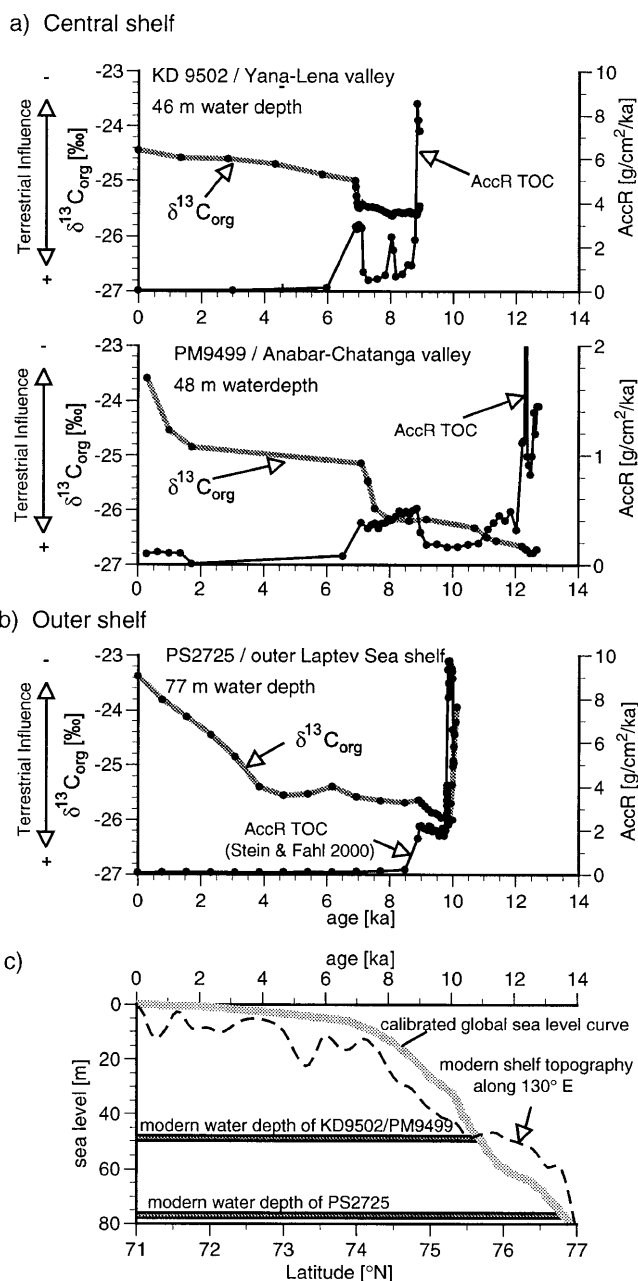 a) Central shelf
KD 9502 / Yana-Lena valley
46 m water depth
Terrestrial Influence
-
+
δ13Corg [‰]
-23
-24
-25
-26
-27
δ13Corg
AccR TOC
10
8
6
4
2
0
AccR [g/cm2/ka]
0 2 4 6 8 10 12 14
PM9499 / Anabar-Chatanga valley
48 m waterdepth
Terrestrial Influence
-
+
δ13Corg [‰]
-23
-24
-25
-26
-27
δ13Corg
AccR TOC
2
1
0
AccR [g/cm2/ka]
0 2 4 6 8 10 12 14
b) Outer shelf
PS2725 / outer Laptev Sea shelf
77 m water depth
Terrestrial Influence
-
+
δ13Corg [‰]
-23
-24
-25
-26
-27
δ13Corg
AccR TOC
(Stein & Fahl 2000)
10
8
6
4
2
0
AccR [g/cm2/ka]
0 2 4 6 8 10 12 14
age [ka]
c)
age [ka]
0 2 4 6 8 10 12 14
sea level [m]
0
20
40
60
80
calibrated global sea level curve
modern shelf topography
along 130° E
modern water depth of KD9502/PM9499
modern water depth of PS2725
71 72 73 74 75 76 77
Latitude [°N]